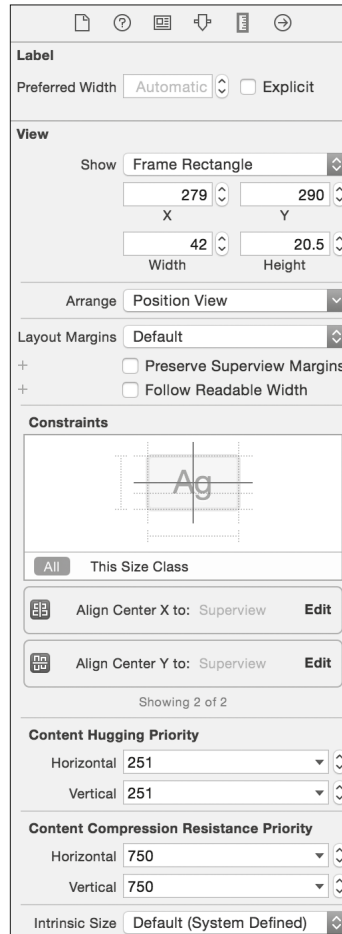 Label
Preferred Width Automatic Explicit
View
Show Frame Rectangle
279 290
X Y
42 20.5
Width Height
Arrange Position View
Layout Margins Default
+ Preserve Superview Margins
+ Follow Readable Width
Constraints
Ag
All This Size Class
Align Center X to: Superview Edit
Align Center Y to: Superview Edit
Showing 2 of 2
Content Hugging Priority
Horizontal 251
Vertical 251
Content Compression Resistance Priority
Horizontal 750
Vertical 750
Intrinsic Size Default (System Defined)